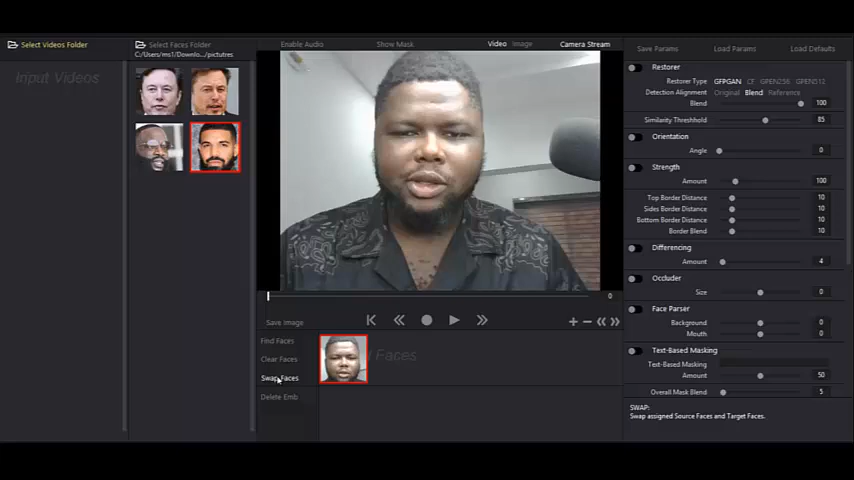 Select Videos Folder
Select Faces Folder
C:/Users/ms1/Downlo.../pictutres
Enable Audio
Show Mask
Video
Image
Camera Stream
Save Params
Load Params
Load Defaults
Input Videos
Restorer
Restorer Type GFPGAN CF GPEN256 GPEN512
Detection Alignment Original Blend Reference
Blend 100
Similarity Threshhold 85
Orientation
Angle 0
Strength
Amount 100
Top Border Distance 10
Sides Border Distance 10
Bottom Border Distance 10
Border Blend 10
Differencing
Amount 4
Occluder
Size 0
Face Parser
Background 0
Mouth 0
Text-Based Masking
Text-Based Masking
Amount 50
Overall Mask Blend 5
0
Save Image
Find Faces
Clear Faces
Swap Faces
Delete Emb
Faces
SWAP:
Swap assigned Source Faces and Target Faces.